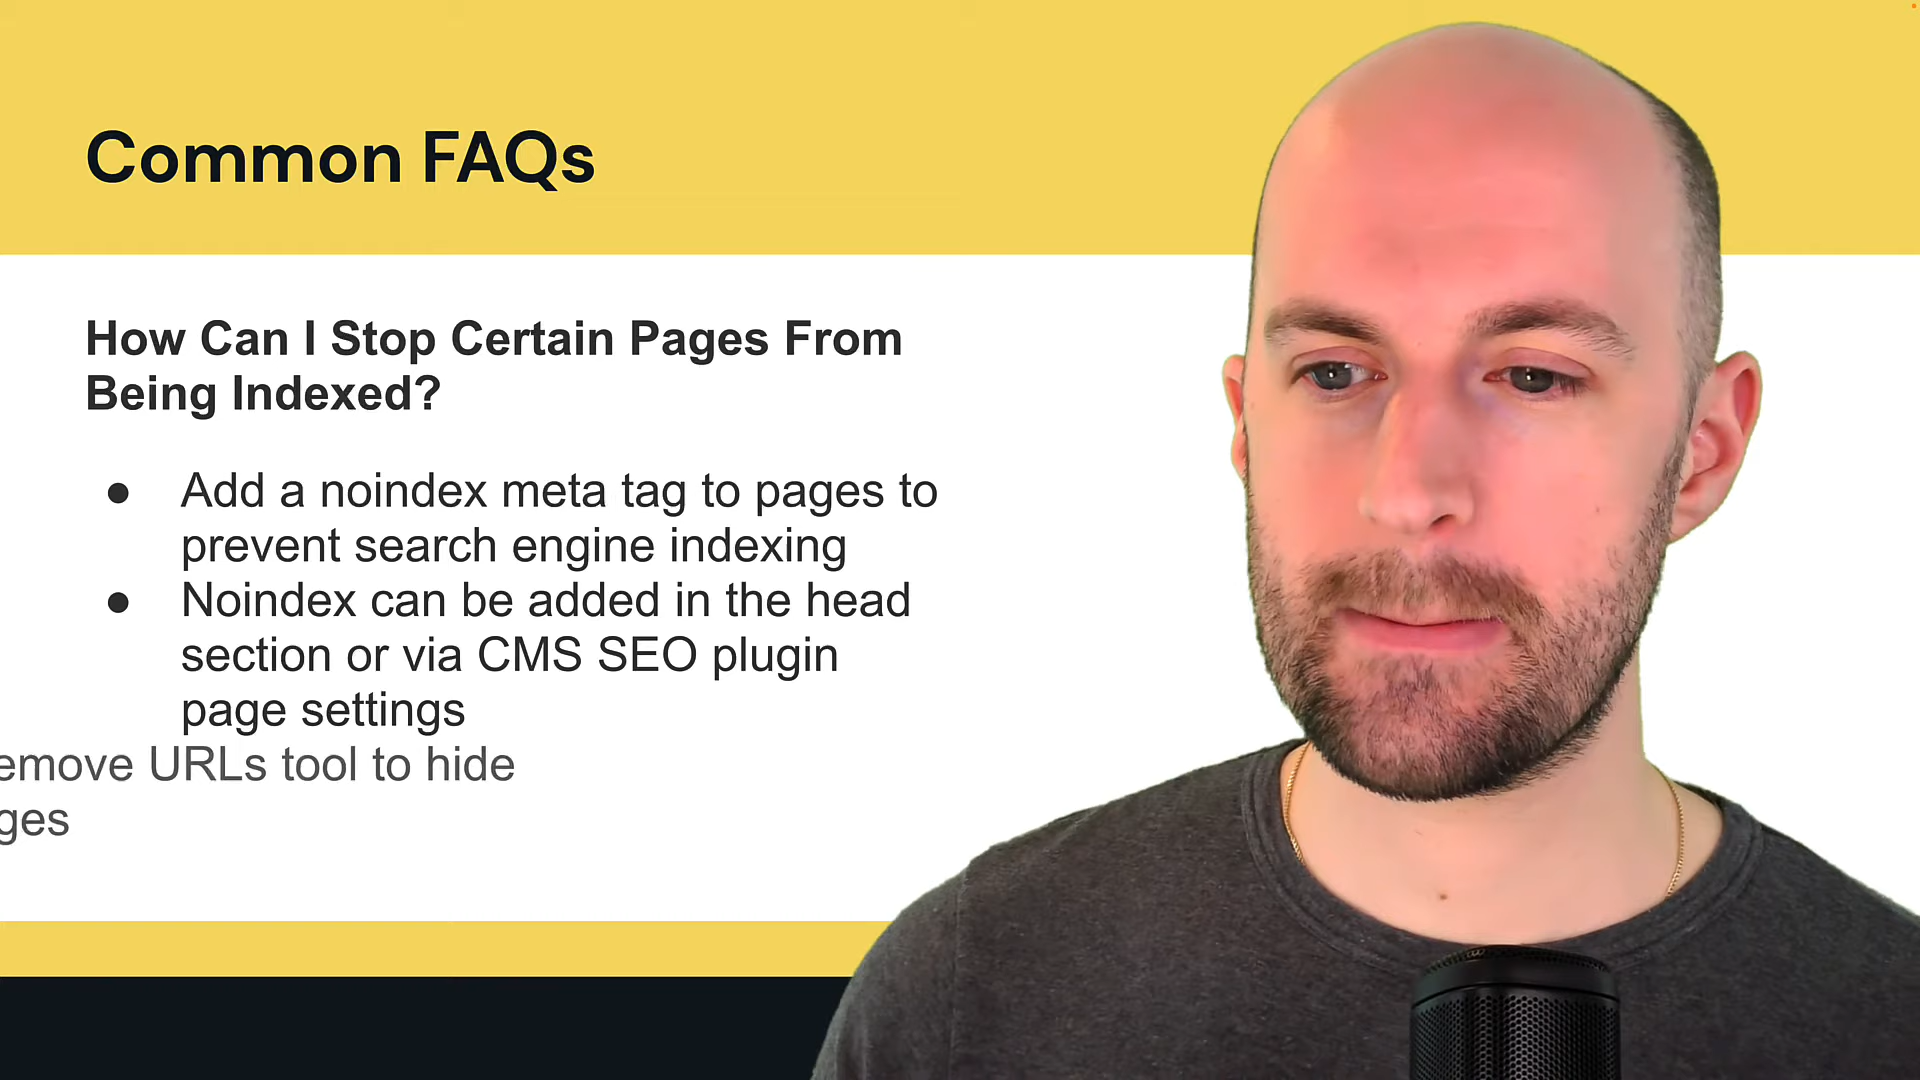 Common FAQs
How Can I Stop Certain Pages From
Being Indexed?
● Add a noindex meta tag to pages to
prevent search engine indexing
● Noindex can be added in the head
section or via CMS SEO plugin
page settings
emove URLs tool to hide
ges